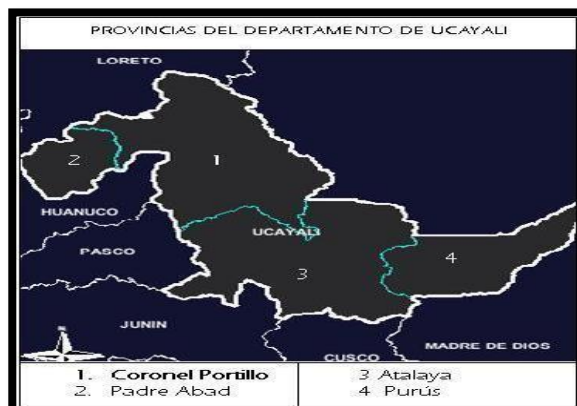 PROVINCIAS DEL DEPARTAMENTO DE UCAYALI
LORETO
2
1
HUANUCO
UCAYALI
PASCO
4
3
JUNIN
MADRE DE DIOS
CUSCO
1. Coronel Portillo
2. Padre Abad
3 Atalaya
4 Purús